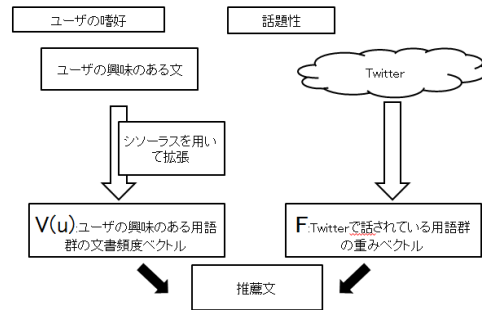 ユーザの嗜好
話題性
ユーザの興味のある文
Twitter
シソーラスを用い
て拡張
V(u):ユーザの興味のある用語
群の文書頻度ベクトル
F:Twitterで話されている用語群
の重みベクトル
推薦文